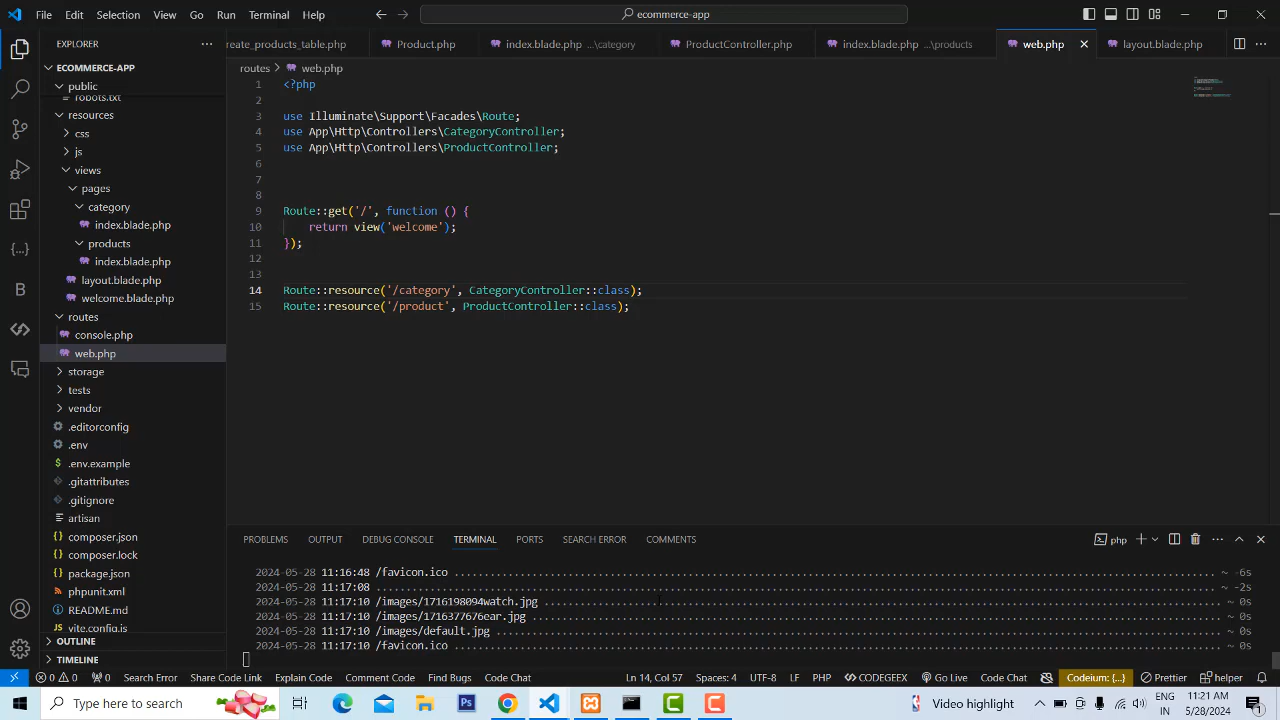 File Edit Selection View Go Run Terminal Help
ecommerce-app
EXPLORER
reate_products_table.php Product.php index.blade.php ...\category ProductController.php index.blade.php ...\products web.php layout.blade.php
ECOMMERCE-APP
routes > web.php
public
robots.txt
resources
css
js
views
pages
category
index.blade.php
products
index.blade.php
layout.blade.php
welcome.blade.php
routes
console.php
web.php
storage
tests
vendor
.editorconfig
.env
.env.example
.gitattributes
.gitignore
artisan
composer.json
composer.lock
package.json
phpunit.xml
README.md
vite.config.js
OUTLINE
TIMELINE
1 <?php
2
3 use Illuminate\Support\Facades\Route;
4 use App\Http\Controllers\CategoryController;
5 use App\Http\Controllers\ProductController;
6
7
8
9 Route::get('/', function () {
10 return view('welcome');
11 });
12
13
14 Route::resource('/category', CategoryController::class);
15 Route::resource('/product', ProductController::class);
PROBLEMS OUTPUT DEBUG CONSOLE TERMINAL PORTS SEARCH ERROR COMMENTS
php
2024-05-28 11:16:48 /favicon.ico ~ -6s
2024-05-28 11:17:08 ~ -2s
2024-05-28 11:17:10 /images/1716198094watch.jpg ~ 0s
2024-05-28 11:17:10 /images/1716377676ear.jpg ~ 0s
2024-05-28 11:17:10 /images/default.jpg ~ 0s
2024-05-28 11:17:10 /favicon.ico ~ 0s
0 0 0 Search Error Share Code Link Explain Code Comment Code Find Bugs Code Chat Ln 14, Col 57 Spaces: 4 UTF-8 LF PHP CODEGEEX Go Live Code Chat Codeium: {...} Prettier helper
Type here to search
Video highlight
ENG
IN
11:21 AM
5/28/2024